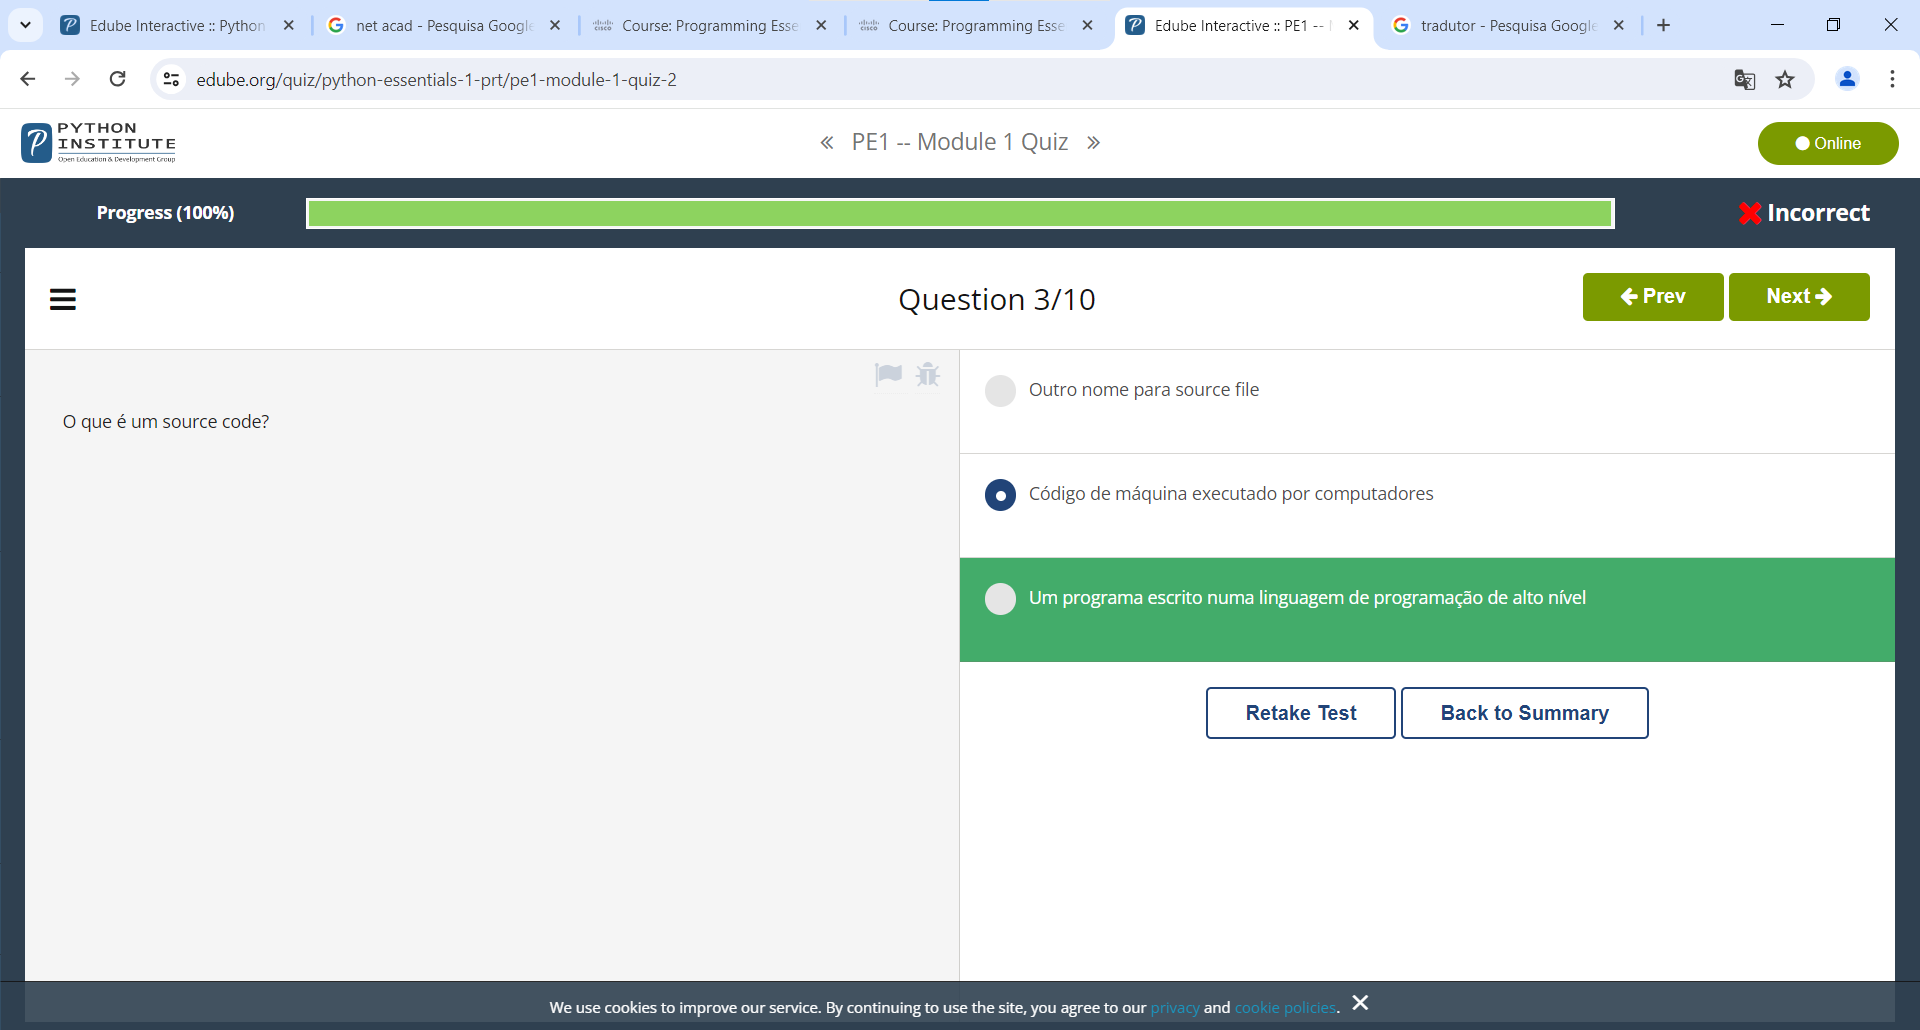 Edube Interactive :: Python
net acad - Pesquisa Google
Course: Programming Esse
Course: Programming Esse
Edube Interactive :: PE1 --
tradutor - Pesquisa Google
edube.org/quiz/python-essentials-1-prt/pe1-module-1-quiz-2
PYTHON
INSTITUTE
Open Education & Development Group
« PE1 -- Module 1 Quiz »
Online
Progress (100%)
Incorrect
Question 3/10
Prev
Next
O que é um source code?
Outro nome para source file
Código de máquina executado por computadores
Um programa escrito numa linguagem de programação de alto nível
Retake Test
Back to Summary
We use cookies to improve our service. By continuing to use the site, you agree to our privacy and cookie policies.